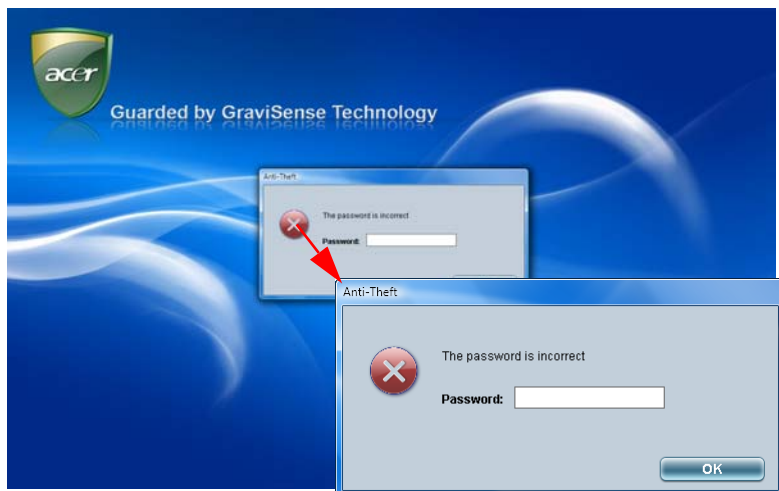 acer
Guarded by GraviSense Technology
Anti-Theft
The password is incorrect
Password:
Anti-Theft
The password is incorrect
Password:
OK